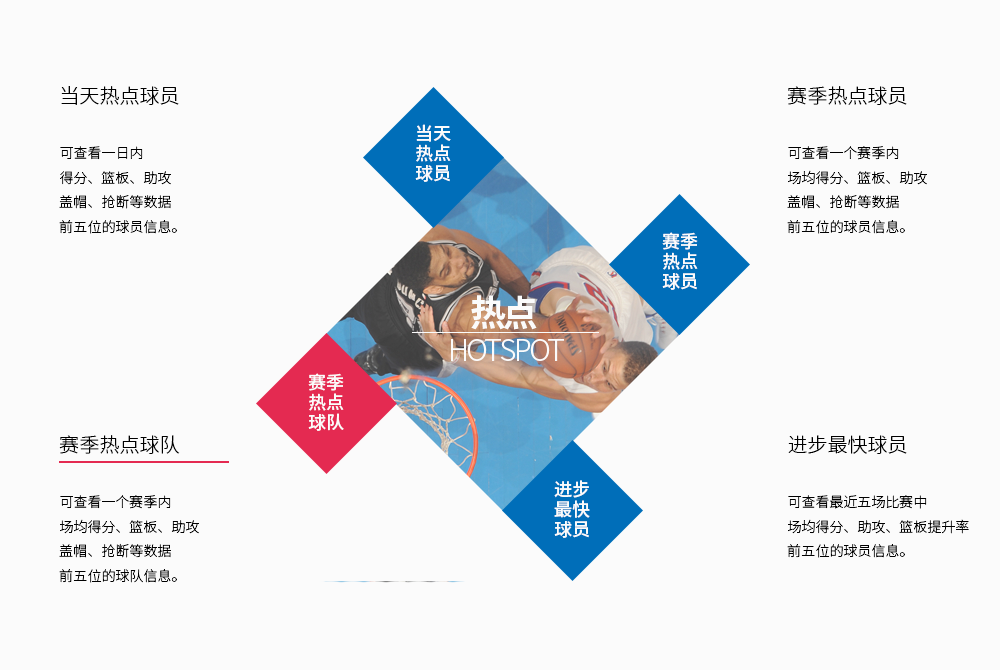 当天热点球员
可查看一日内
得分、篮板、助攻
盖帽、抢断等数据
前五位的球员信息。
赛季热点球员
可查看一个赛季内
场均得分、篮板、助攻
盖帽、抢断等数据
前五位的球员信息。
当天
热点
球员
赛季
热点
球员
热点
HOTSPOT
赛季
热点
球队
进步
最快
球员
赛季热点球队
可查看一个赛季内
场均得分、篮板、助攻
盖帽、抢断等数据
前五位的球队信息。
进步最快球员
可查看最近五场比赛中
场均得分、助攻、篮板提升率
前五位的球员信息。